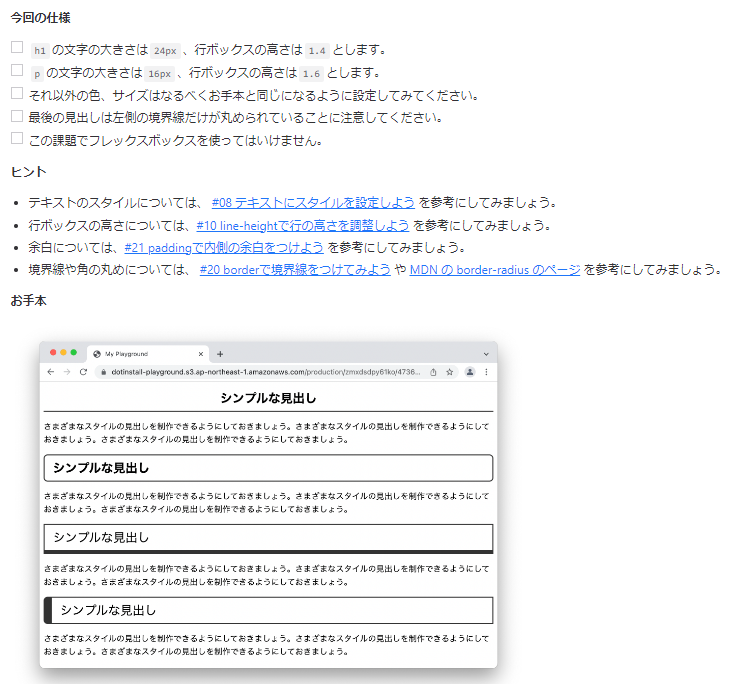 今回の仕様
h1 の文字の大きさは 24px 、行ボックスの高さは 1.4 とします。
p の文字の大きさは 16px 、行ボックスの高さは 1.6 とします。
それ以外の色、サイズはなるべくお手本と同じになるように設定してみてください。
最後の見出しは左側の境界線だけが丸められていることに注意してください。
この課題でフレックスボックスを使ってはいけません。
ヒント
テキストのスタイルについては、 #08 テキストにスタイルを設定しよう を参考にしてみましょう。
行ボックスの高さについては、#10 line-heightで行の高さを調整しよう を参考にしてみましょう。
余白については、#21 paddingで内側の余白をつけよう を参考にしてみましょう。
境界線や角の丸めについては、 #20 borderで境界線をつけてみよう や MDN の border-radius のページ を参考にしてみましょう。
お手本
My Playground
dotinstall-playground.s3.ap-northeast-1.amazonaws.com/production/zmxdsdpy61ko/4736...
シンプルな見出し
さまざまなスタイルの見出しを制作できるようにしておきましょう。さまざまなスタイルの見出しを制作できるようにして
おきましょう。さまざまなスタイルの見出しを制作できるようにしておきましょう。
シンプルな見出し
さまざまなスタイルの見出しを制作できるようにしておきましょう。さまざまなスタイルの見出しを制作できるようにして
おきましょう。さまざまなスタイルの見出しを制作できるようにしておきましょう。
シンプルな見出し
さまざまなスタイルの見出しを制作できるようにしておきましょう。さまざまなスタイルの見出しを制作できるようにして
おきましょう。さまざまなスタイルの見出しを制作できるようにしておきましょう。
シンプルな見出し
さまざまなスタイルの見出しを制作できるようにしておきましょう。さまざまなスタイルの見出しを制作できるようにして
おきましょう。さまざまなスタイルの見出しを制作できるようにしておきましょう。